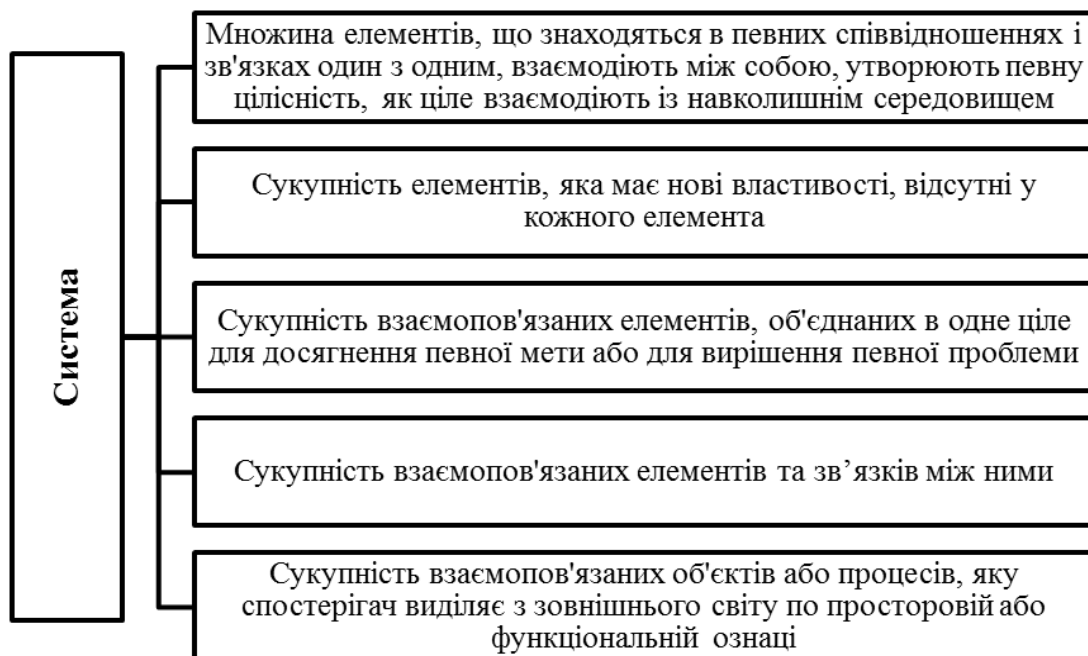 Система
Множина елементів, що знаходяться в певних співвідношеннях і
зв'язках один з одним, взаємодіють між собою, утворюють певну
цілісність, як ціле взаємодіють із навколишнім середовищем
Сукупність елементів, яка має нові властивості, відсутні у
кожного елемента
Сукупність взаємопов'язаних елементів, об'єднаних в одне ціле
для досягнення певної мети або для вирішення певної проблеми
Сукупність взаємопов'язаних елементів та зв’язків між ними
Сукупність взаємопов'язаних об'єктів або процесів, яку
спостерігач виділяє з зовнішнього світу по просторовій або
функціональній ознаці